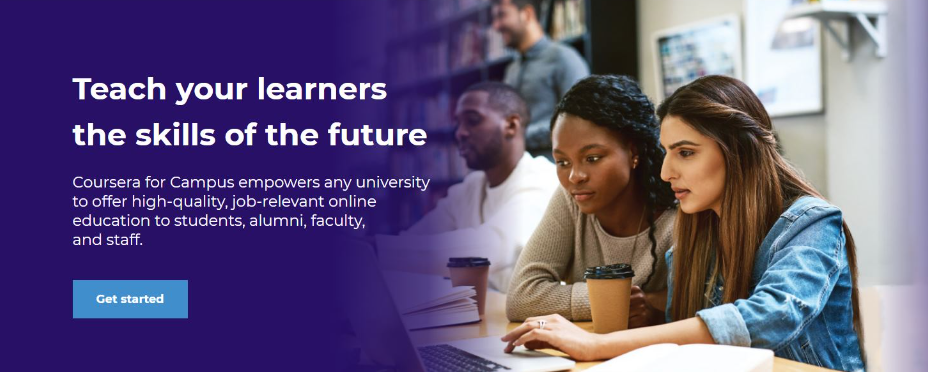 Teach your learners
the skills of the future
Coursera for Campus empowers any university
to offer high-quality, job-relevant online
education to students, alumni, faculty,
and staff.
Get started